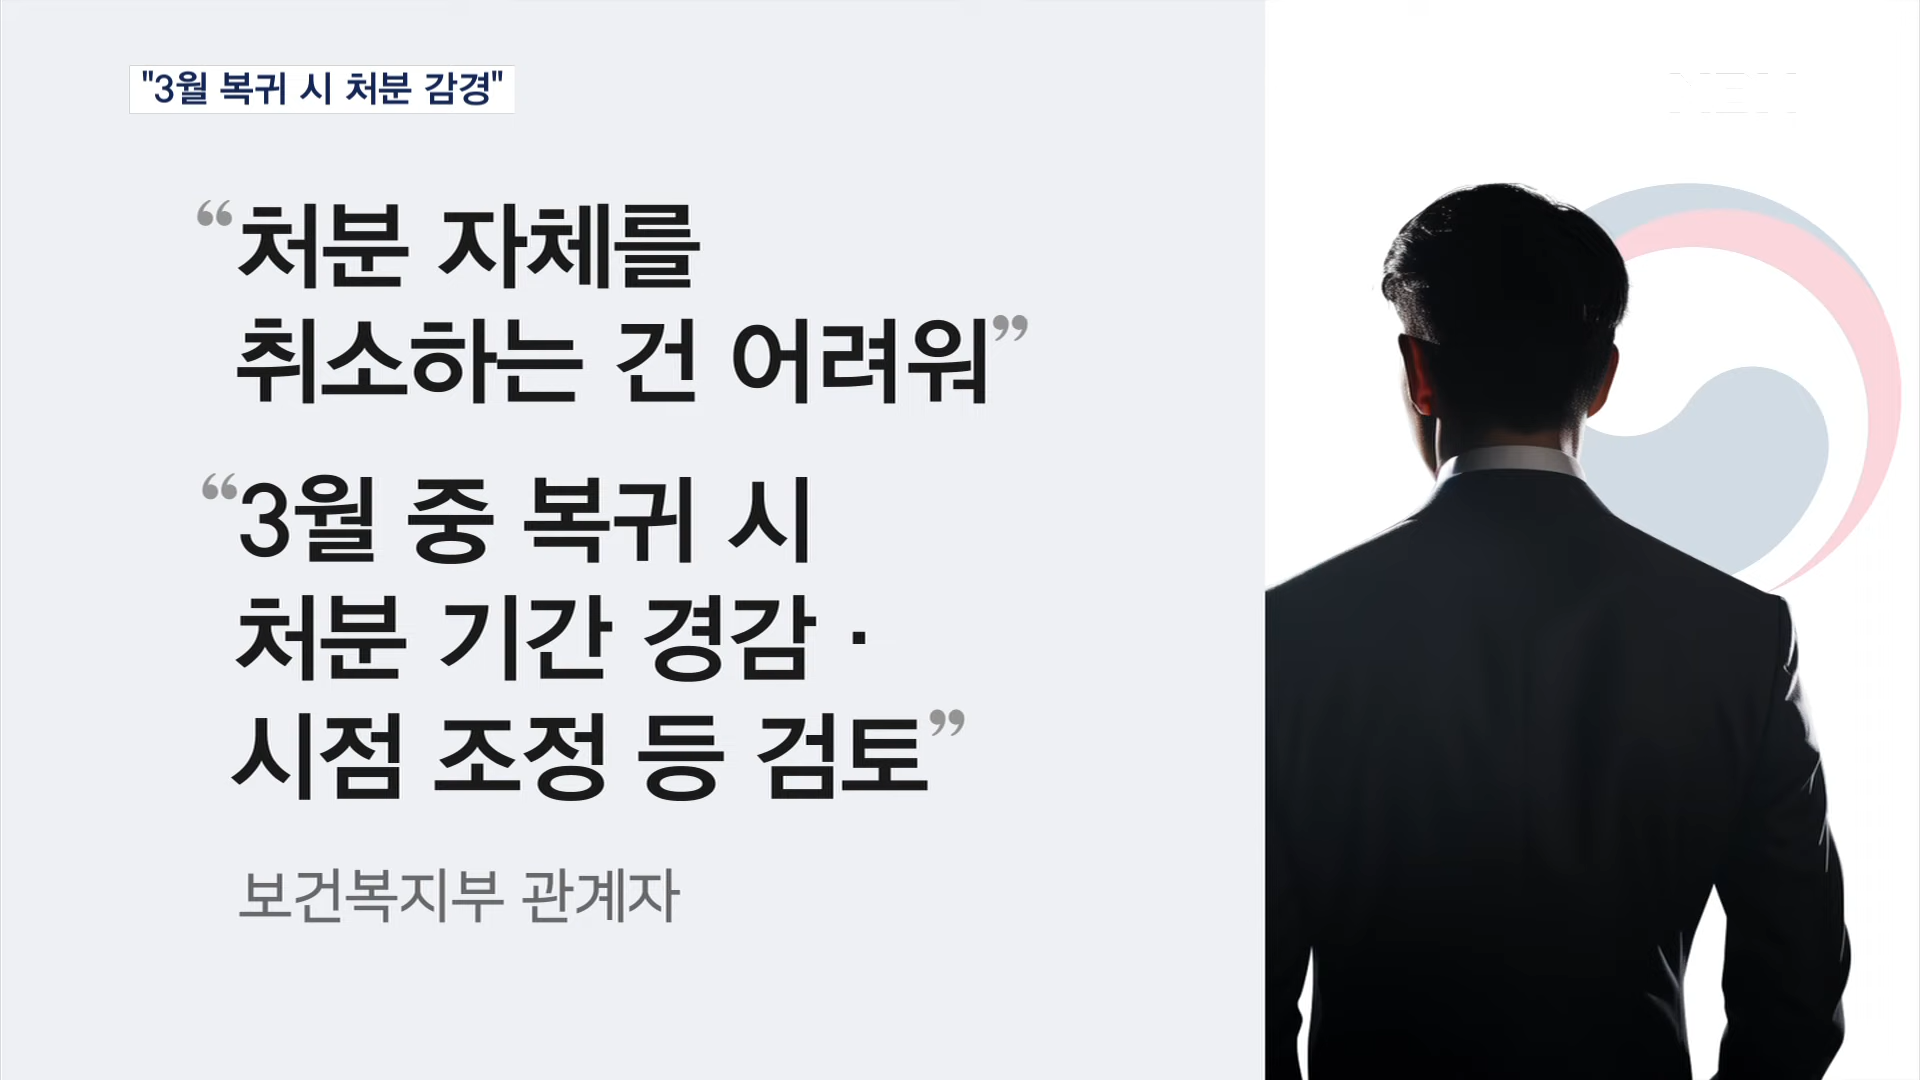 "3월 복귀 시 처분 감경"
“처분 자체를
취소하는 건 어려워”
“3월 중 복귀 시
처분 기간 경감 ·
시점 조정 등 검토”
보건복지부 관계자